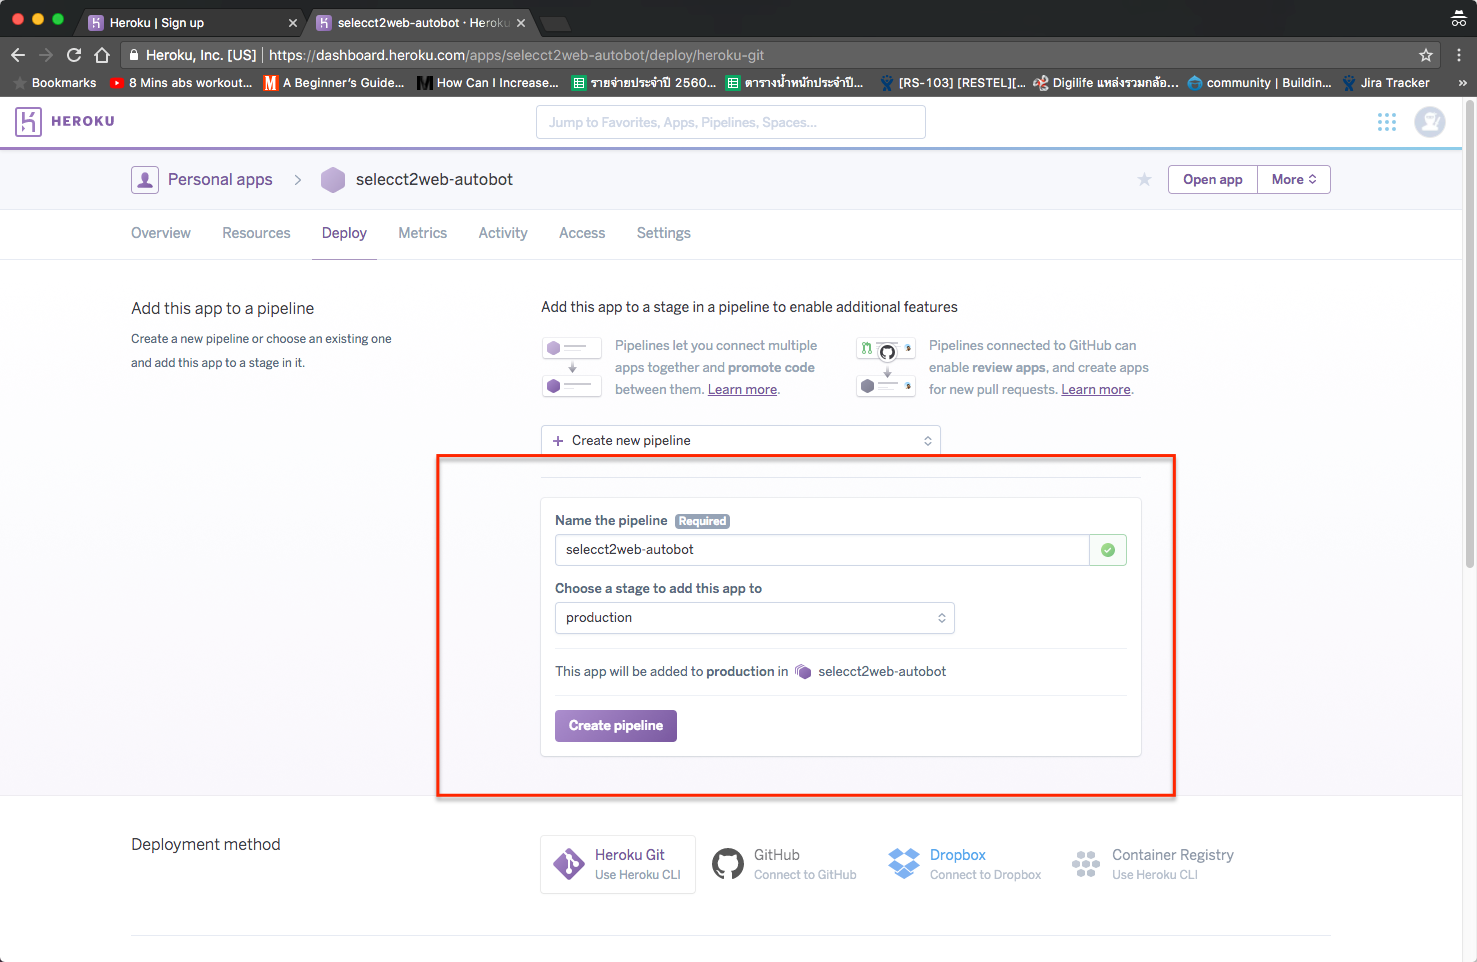 Heroku | Sign up
selecct2web-autobot · Heroku
Heroku, Inc. [US] | https://dashboard.heroku.com/apps/selecct2web-autobot/deploy/heroku-git
Bookmarks 8 Mins abs workout... A Beginner's Guide... How Can I Increase... รายจ่ายประจำปี 2560... ตารางน้ำหนักประจำปี... [RS-103] [RESTEL][... Digilife แหล่งรวมกล้อ... community | Buildin... Jira Tracker »
HEROKU
Jump to Favorites, Apps, Pipelines, Spaces...
Personal apps > selecct2web-autobot
Open app More
Overview Resources Deploy Metrics Activity Access Settings
Add this app to a pipeline
Create a new pipeline or choose an existing one
and add this app to a stage in it.
Add this app to a stage in a pipeline to enable additional features
Pipelines let you connect multiple
apps together and promote code
between them. Learn more.
Pipelines connected to GitHub can
enable review apps, and create apps
for new pull requests. Learn more.
+ Create new pipeline
Name the pipeline Required
selecct2web-autobot
Choose a stage to add this app to
production
This app will be added to production in selecct2web-autobot
Create pipeline
Deployment method
Heroku Git
Use Heroku CLI
GitHub
Connect to GitHub
Dropbox
Connect to Dropbox
Container Registry
Use Heroku CLI